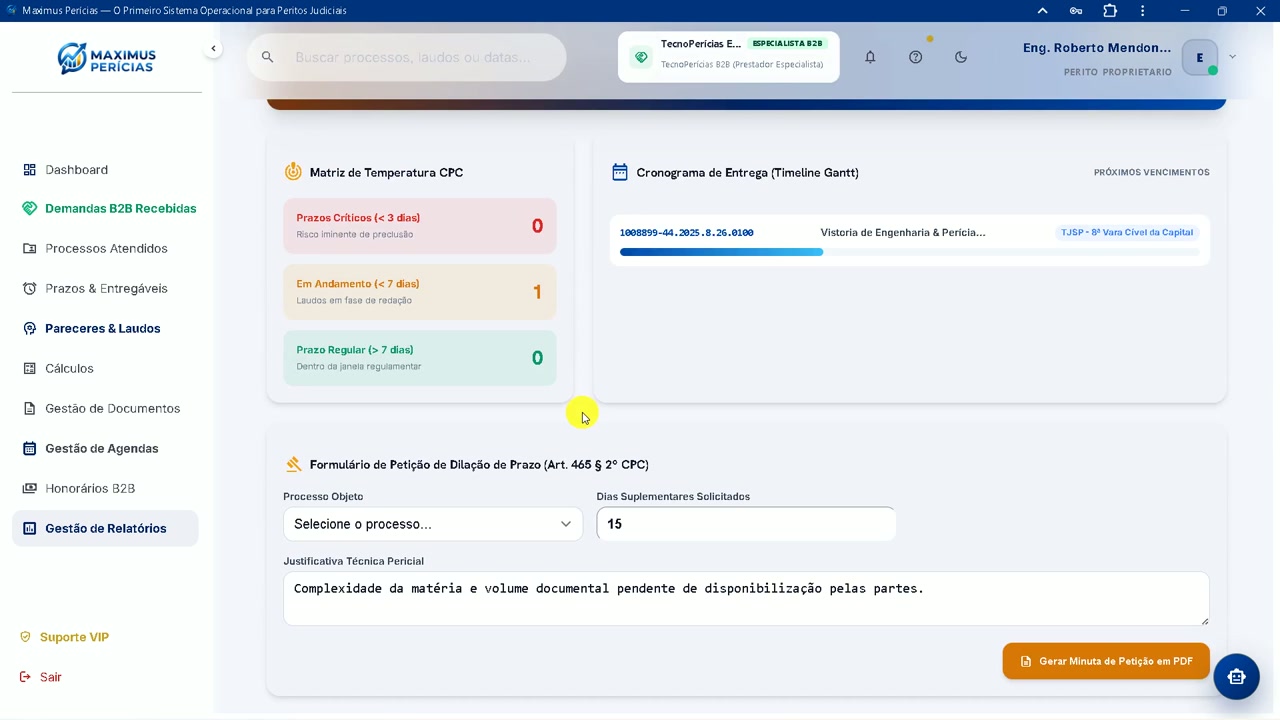 Maximus Perícias — O Primeiro Sistema Operacional para Peritos Judiciais
MAXIMUS
PERÍCIAS
Buscar processos, laudos ou datas...
TecnoPerícias E... ESPECIALISTA B2B
TecnoPerícias B2B (Prestador Especialista)
Eng. Roberto Mendon...
PERITO PROPRIETARIO
E
Dashboard
Demandas B2B Recebidas
Processos Atendidos
Prazos & Entregáveis
Pareceres & Laudos
Cálculos
Gestão de Documentos
Gestão de Agendas
Honorários B2B
Gestão de Relatórios
Suporte VIP
Sair
Matriz de Temperatura CPC
Prazos Críticos (< 3 dias)
Risco iminente de preclusão
0
Em Andamento (< 7 dias)
Laudos em fase de redação
1
Prazo Regular (> 7 dias)
Dentro da janela regulamentar
0
Cronograma de Entrega (Timeline Gantt)
PRÓXIMOS VENCIMENTOS
1008899-44.2025.8.26.0100
Vistoria de Engenharia & Perícia...
TJSP - 8ª Vara Cível da Capital
Formulário de Petição de Dilação de Prazo (Art. 465 § 2º CPC)
Processo Objeto
Selecione o processo...
Dias Suplementares Solicitados
15
Justificativa Técnica Pericial
Complexidade da matéria e volume documental pendente de disponibilização pelas partes.
Gerar Minuta de Petição em PDF